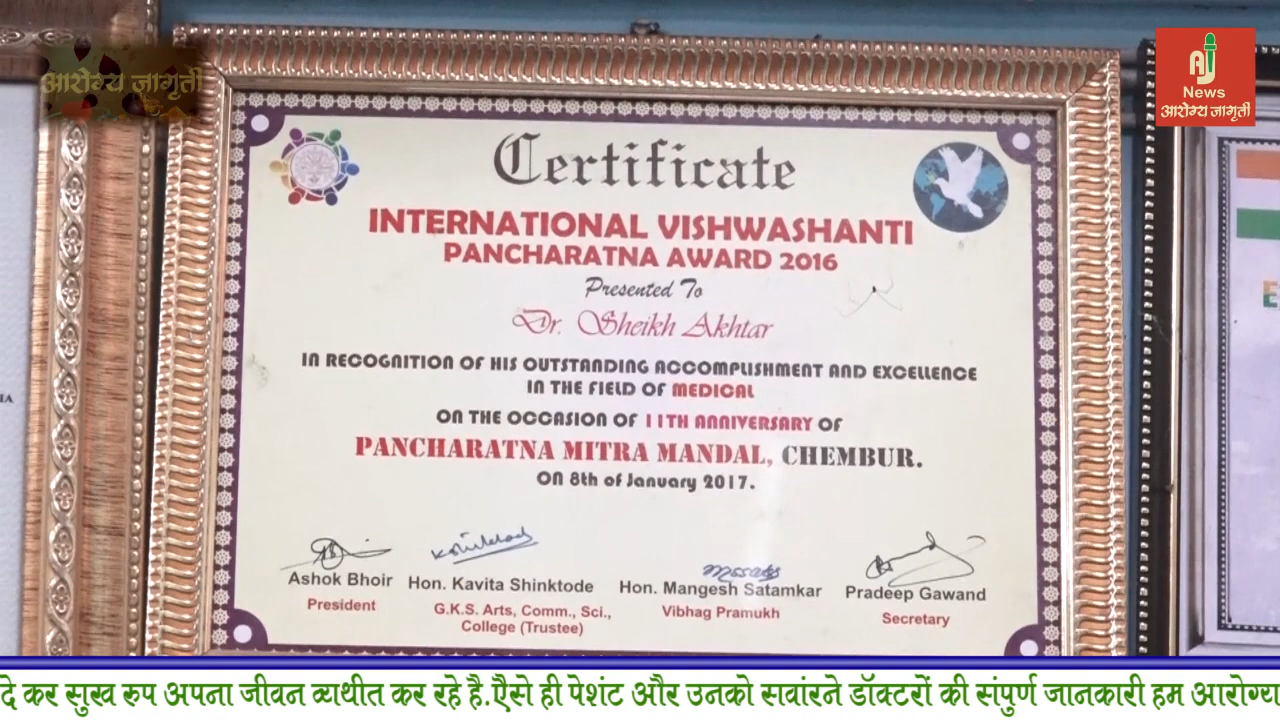 आरोग्य जागृती
AJ
News
आरोग्य जागृती
Certificate
INTERNATIONAL VISHWASHANTI
PANCHARATNA AWARD 2016
Presented To
Dr. Sheikh Akhtar
IN RECOGNITION OF HIS OUTSTANDING ACCOMPLISHMENT AND EXCELLENCE
IN THE FIELD OF MEDICAL
ON THE OCCASION OF 11TH ANNIVERSARY OF
PANCHARATNA MITRA MANDAL, CHEMBUR.
ON 8th of January 2017.
Ashok Bhoir
President
Hon. Kavita Shinktode
G.K.S. Arts, Comm., Sci.,
College (Trustee)
Hon. Mangesh Satamkar
Vibhag Pramukh
Pradeep Gawand
Secretary
दे कर सुख रुप अपना जीवन व्यथीत कर रहे है.एैसे ही पेशंट और उनको सवांरने डॉक्टरों की संपुर्ण जानकारी हम आरोग्य